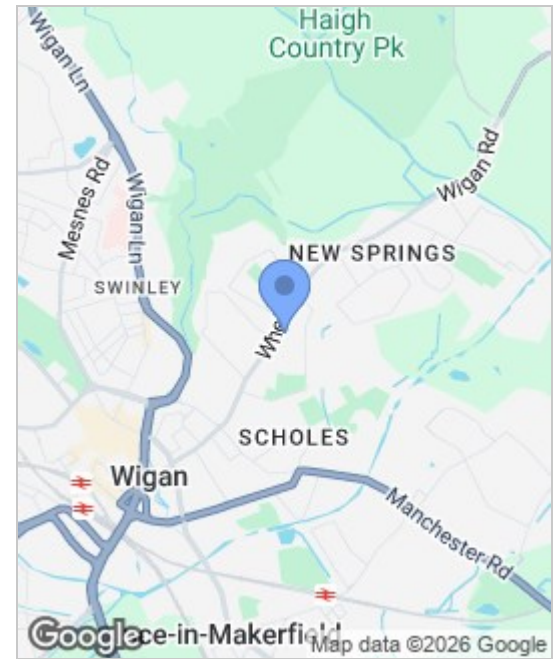 Haigh
Country Pk
Wigan Ln
Mesnes Rd
Wigan Ln
Wigan Rd
NEW SPRINGS
SWINLEY
SCHOLES
Wigan
Manchester Rd
Google
Map data ©2026 Google